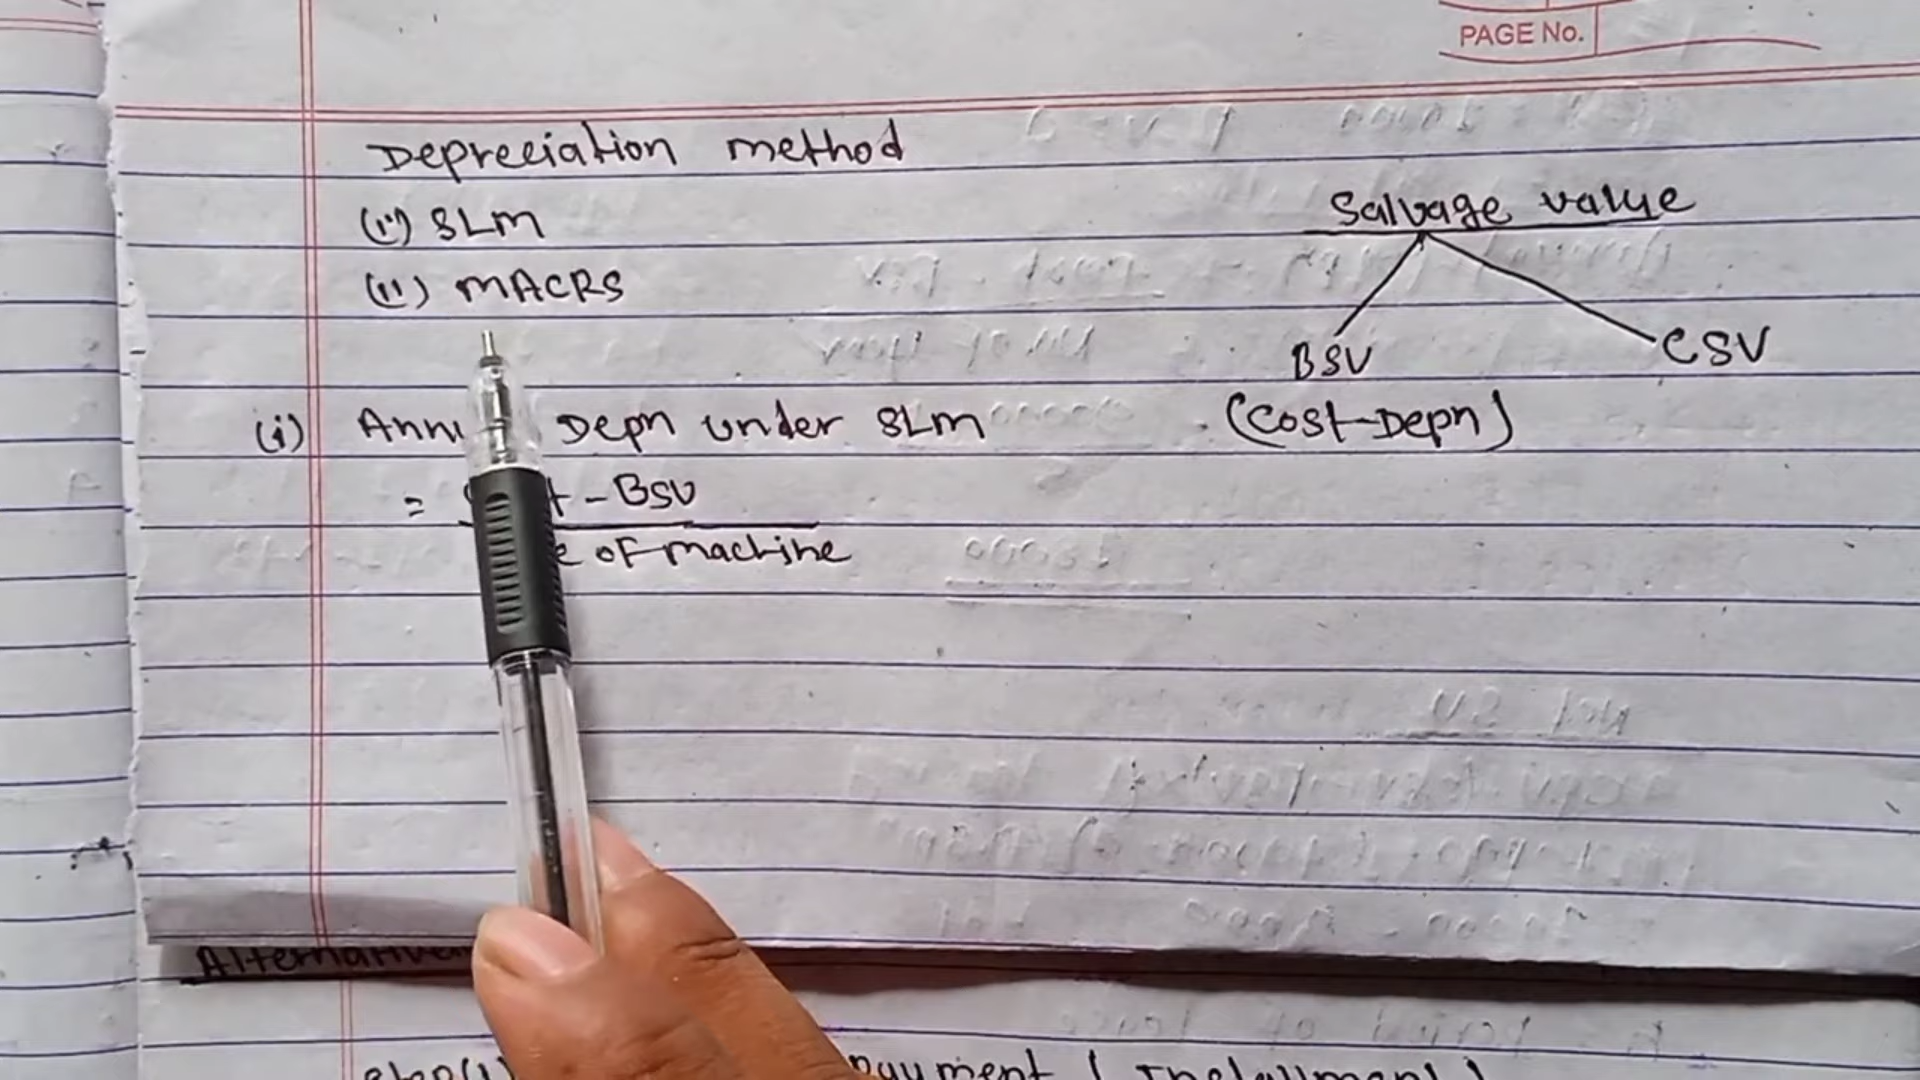 PAGE No.
Depreciation method
(i) SLM
(ii) MACRS
Salvage value
BSV CSV
(Cost-Depn)
(i) Depn under SLM
= - BSV
of machine